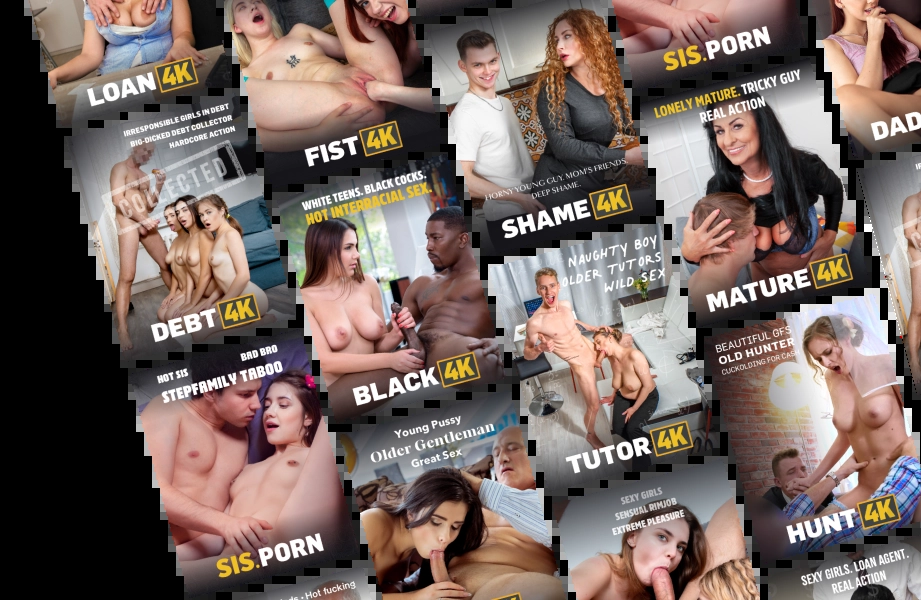 LOAN 4K
IRRESPONSIBLE GIRLS IN DEBT
BIG-DICKED DEBT COLLECTOR
HARDCORE ACTION
COLLECTED
DEBT 4K
HOT SIS
BAD BRO
STEPFAMILY TABOO
SIS.PORN
FIST 4K
WHITE TEENS. BLACK COCKS.
HOT INTERRACIAL SEX.
BLACK 4K
Young Pussy
Older Gentleman
Great Sex
Hot fucking
HORNY YOUNG GUY, MOM'S FRIENDS,
DEEP SHAME.
SHAME 4K
NAUGHTY BOY
OLDER TUTORS
WILD SEX
TUTOR 4K
SEXY GIRLS
SENSUAL RIMJOB
EXTREME PLEASURE
SIS.PORN
LONELY MATURE. TRICKY GUY
REAL ACTION
MATURE 4K
BEAUTIFUL GFS
OLD HUNTER
CUCKOLDING FOR
HUNT 4K
SEXY GIRLS. LOAN AGENT.
REAL ACTION
DAD